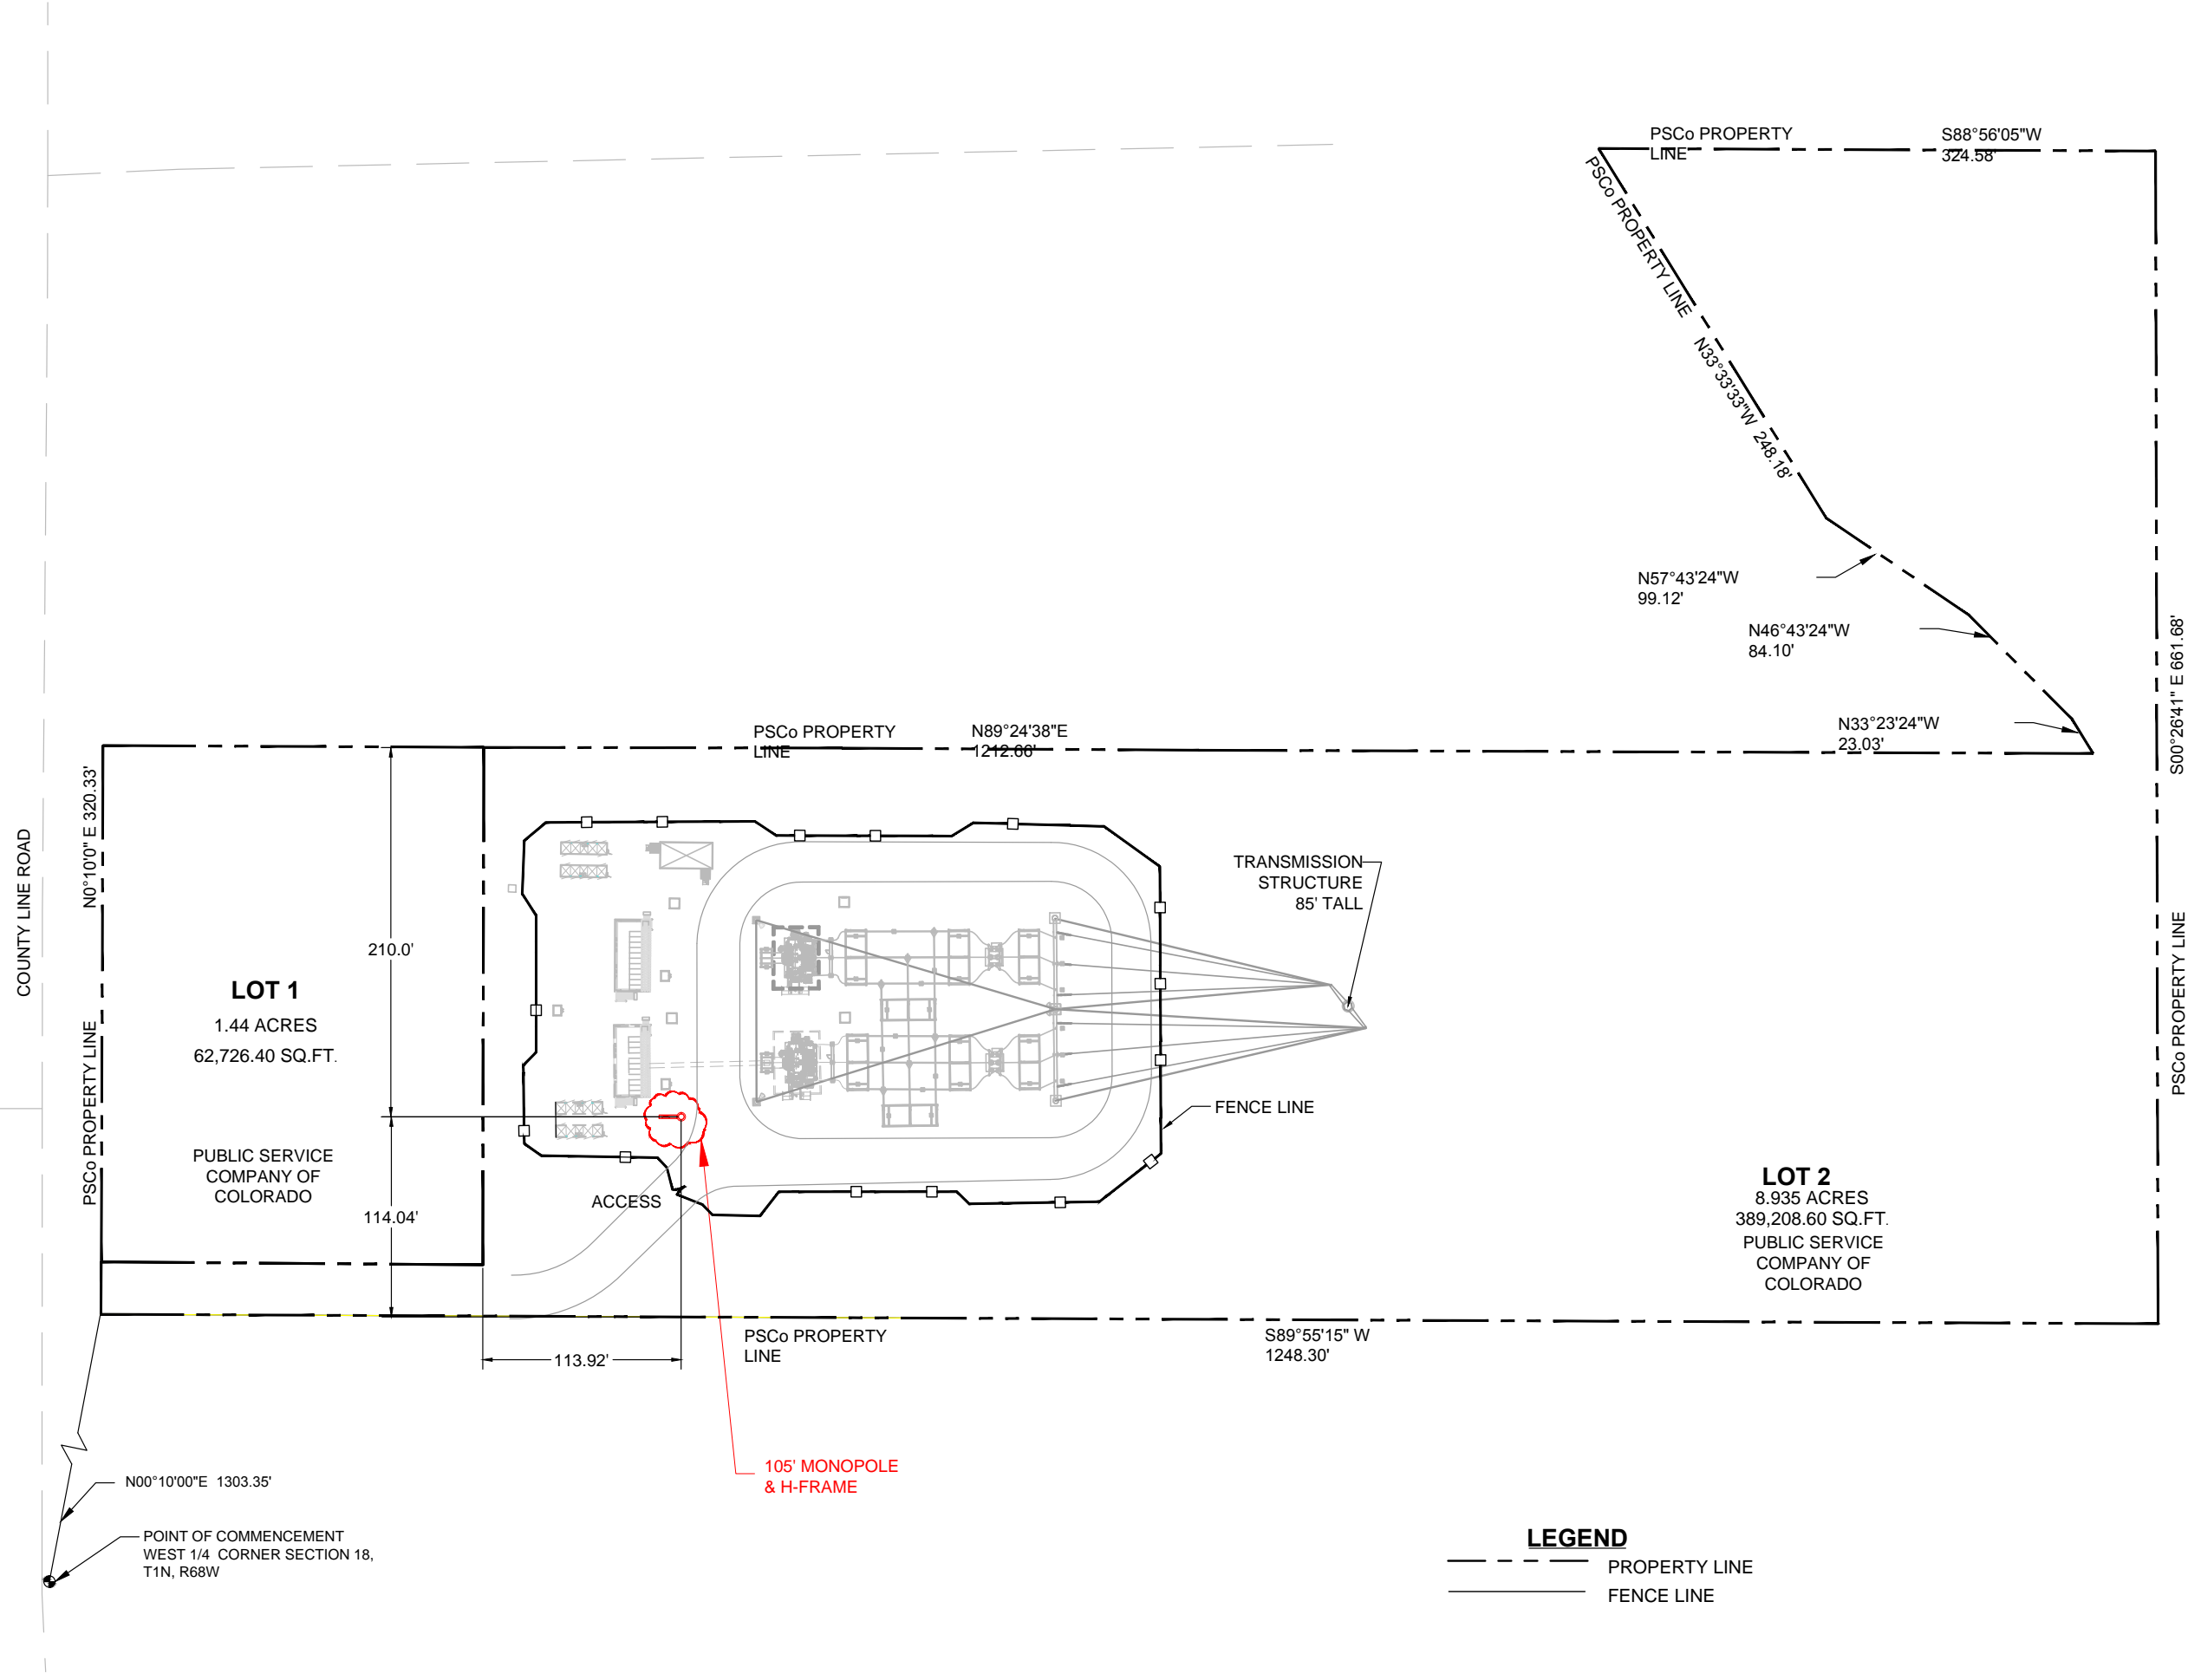 PSCo PROPERTY
LINE
S88°56'05"W
324.58'
PSCo PROPERTY LINE
N33°33'33"W 248.18'
N57°43'24"W
99.12'
N46°43'24"W
84.10'
N33°23'24"W
23.03'
S00°26'41" E 661.68'
PSCo PROPERTY LINE
PSCo PROPERTY
LINE
N89°24'38"E
1212.66'
COUNTY LINE ROAD
N0°10'0" E 320.33'
PSCo PROPERTY LINE
210.0'
LOT 1
1.44 ACRES
62,726.40 SQ.FT.
PUBLIC SERVICE
COMPANY OF
COLORADO
114.04'
ACCESS
TRANSMISSION
STRUCTURE
85' TALL
FENCE LINE
LOT 2
8.935 ACRES
389,208.60 SQ.FT.
PUBLIC SERVICE
COMPANY OF
COLORADO
113.92'
PSCo PROPERTY
LINE
S89°55'15" W
1248.30'
105' MONOPOLE
& H-FRAME
N00°10'00"E 1303.35'
POINT OF COMMENCEMENT
WEST 1/4 CORNER SECTION 18,
T1N, R68W
LEGEND
PROPERTY LINE
FENCE LINE